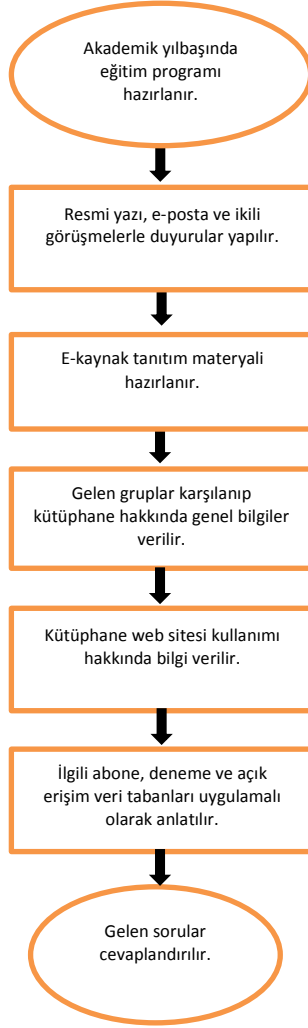 Akademik yılbaşında
eğitim programı
hazırlanır.
Resmi yazı, e-posta ve ikili
görüşmelerle duyurular yapılır.
E-kaynak tanıtım materyali
hazırlanır.
Gelen gruplar karşılanıp
kütüphane hakkında genel bilgiler
verilir.
Kütüphane web sitesi kullanımı
hakkında bilgi verilir.
İlgili abone, deneme ve açık
erişim veri tabanları uygulamalı
olarak anlatılır.
Gelen sorular
cevaplandırılır.